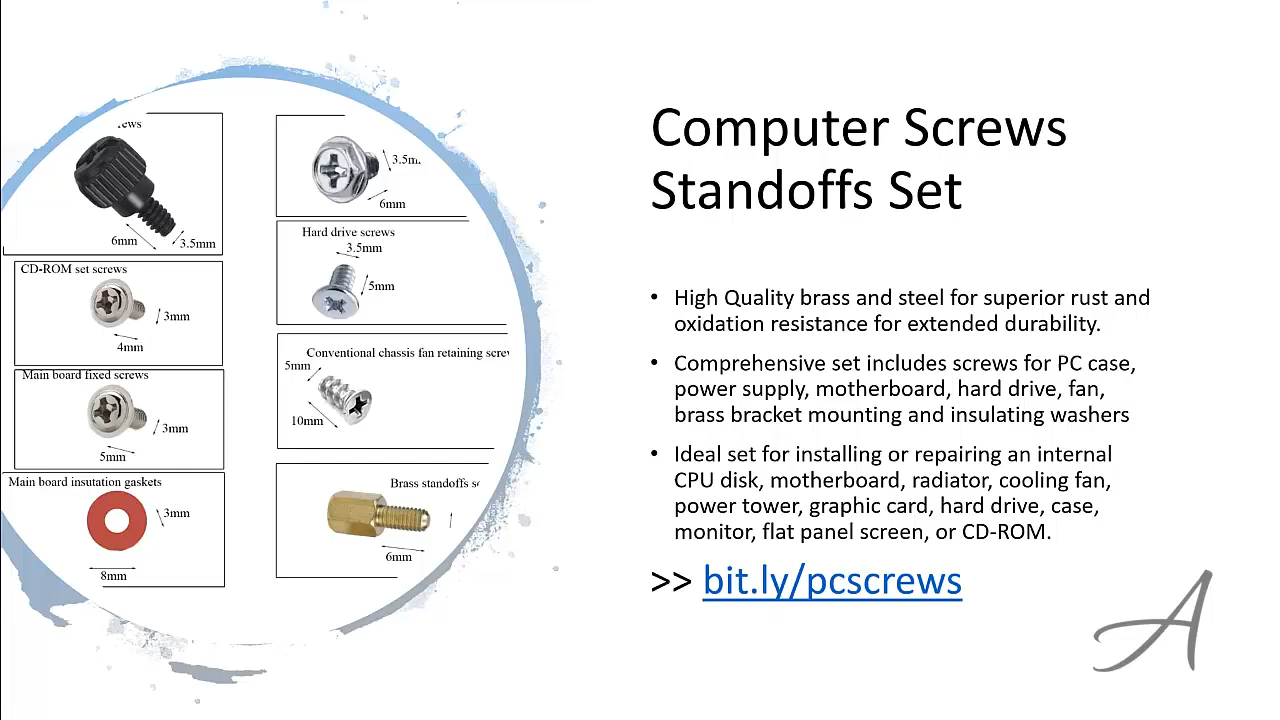 Computer Screws
Standoffs Set
• High Quality brass and steel for superior rust and
oxidation resistance for extended durability.
• Comprehensive set includes screws for PC case,
power supply, motherboard, hard drive, fan,
brass bracket mounting and insulating washers
• Ideal set for installing or repairing an internal
CPU disk, motherboard, radiator, cooling fan,
power tower, graphic card, hard drive, case,
monitor, flat panel screen, or CD-ROM.
>> bit.ly/pcscrews
A
6mm
3.5mm
CD-ROM set screws
3mm
4mm
Main board fixed screws
3mm
5mm
Main board insutation gaskets
3mm
8mm
6mm
Hard drive screws
3.5mm
5mm
Conventional chassis fan retaining
5mm
10mm
Brass standoffs
6mm